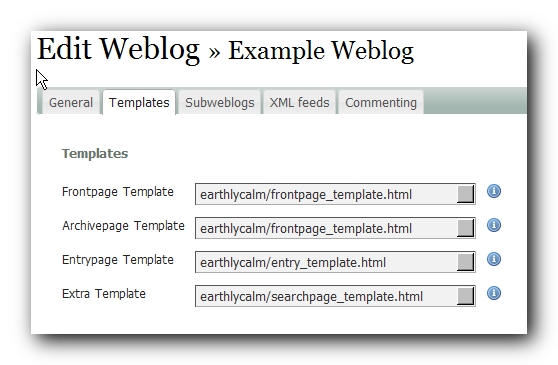 Edit Weblog » Example Weblog
General Templates Subweblogs XML feeds Commenting
Templates
Frontpage Template earthlycalm/frontpage_template.html
Archivepage Template earthlycalm/frontpage_template.html
Entrypage Template earthlycalm/entry_template.html
Extra Template earthlycalm/searchpage_template.html